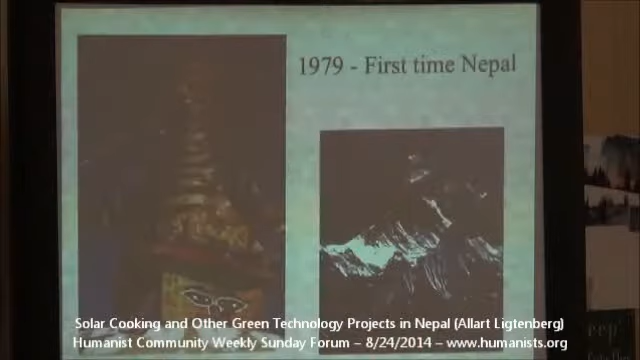 1979 - First time Nepal
eep
Solar Cooking and Other Green Technology Projects in Nepal (Allart Ligtenberg)
Humanist Community Weekly Sunday Forum – 8/24/2014 – www.humanists.org